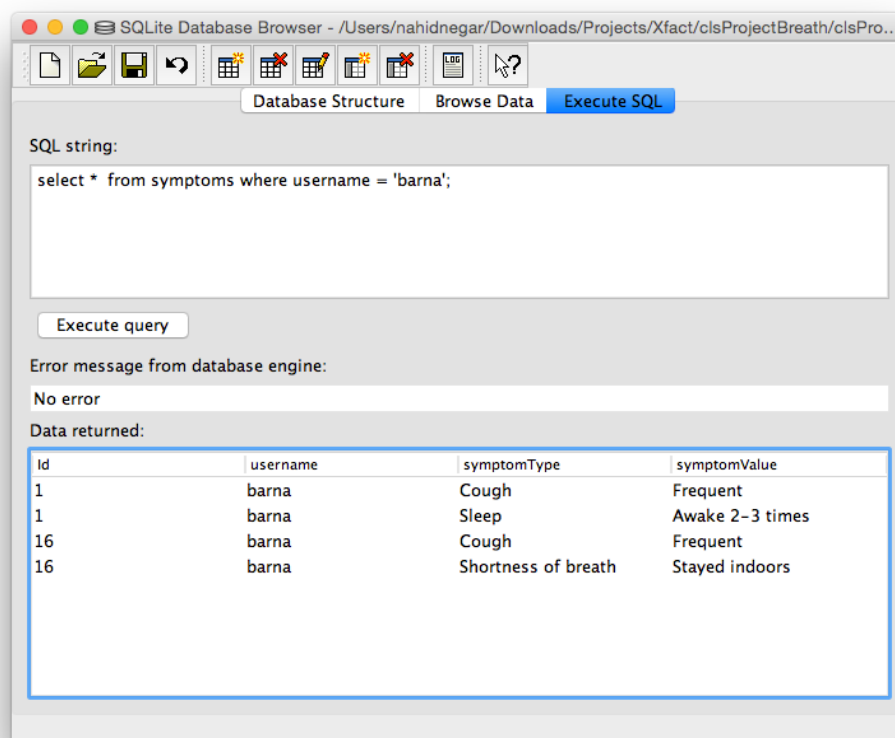 SQLite Database Browser - /Users/nahidnegar/Downloads/Projects/Xfact/clsProjectBreath/clsPro...
LOG ?
Database Structure Browse Data Execute SQL
SQL string:
select *  from symptoms where username = 'barna';
Execute query
Error message from database engine:
No error
Data returned:
Id username symptomType symptomValue
1 barna Cough Frequent
1 barna Sleep Awake 2-3 times
16 barna Cough Frequent
16 barna Shortness of breath Stayed indoors